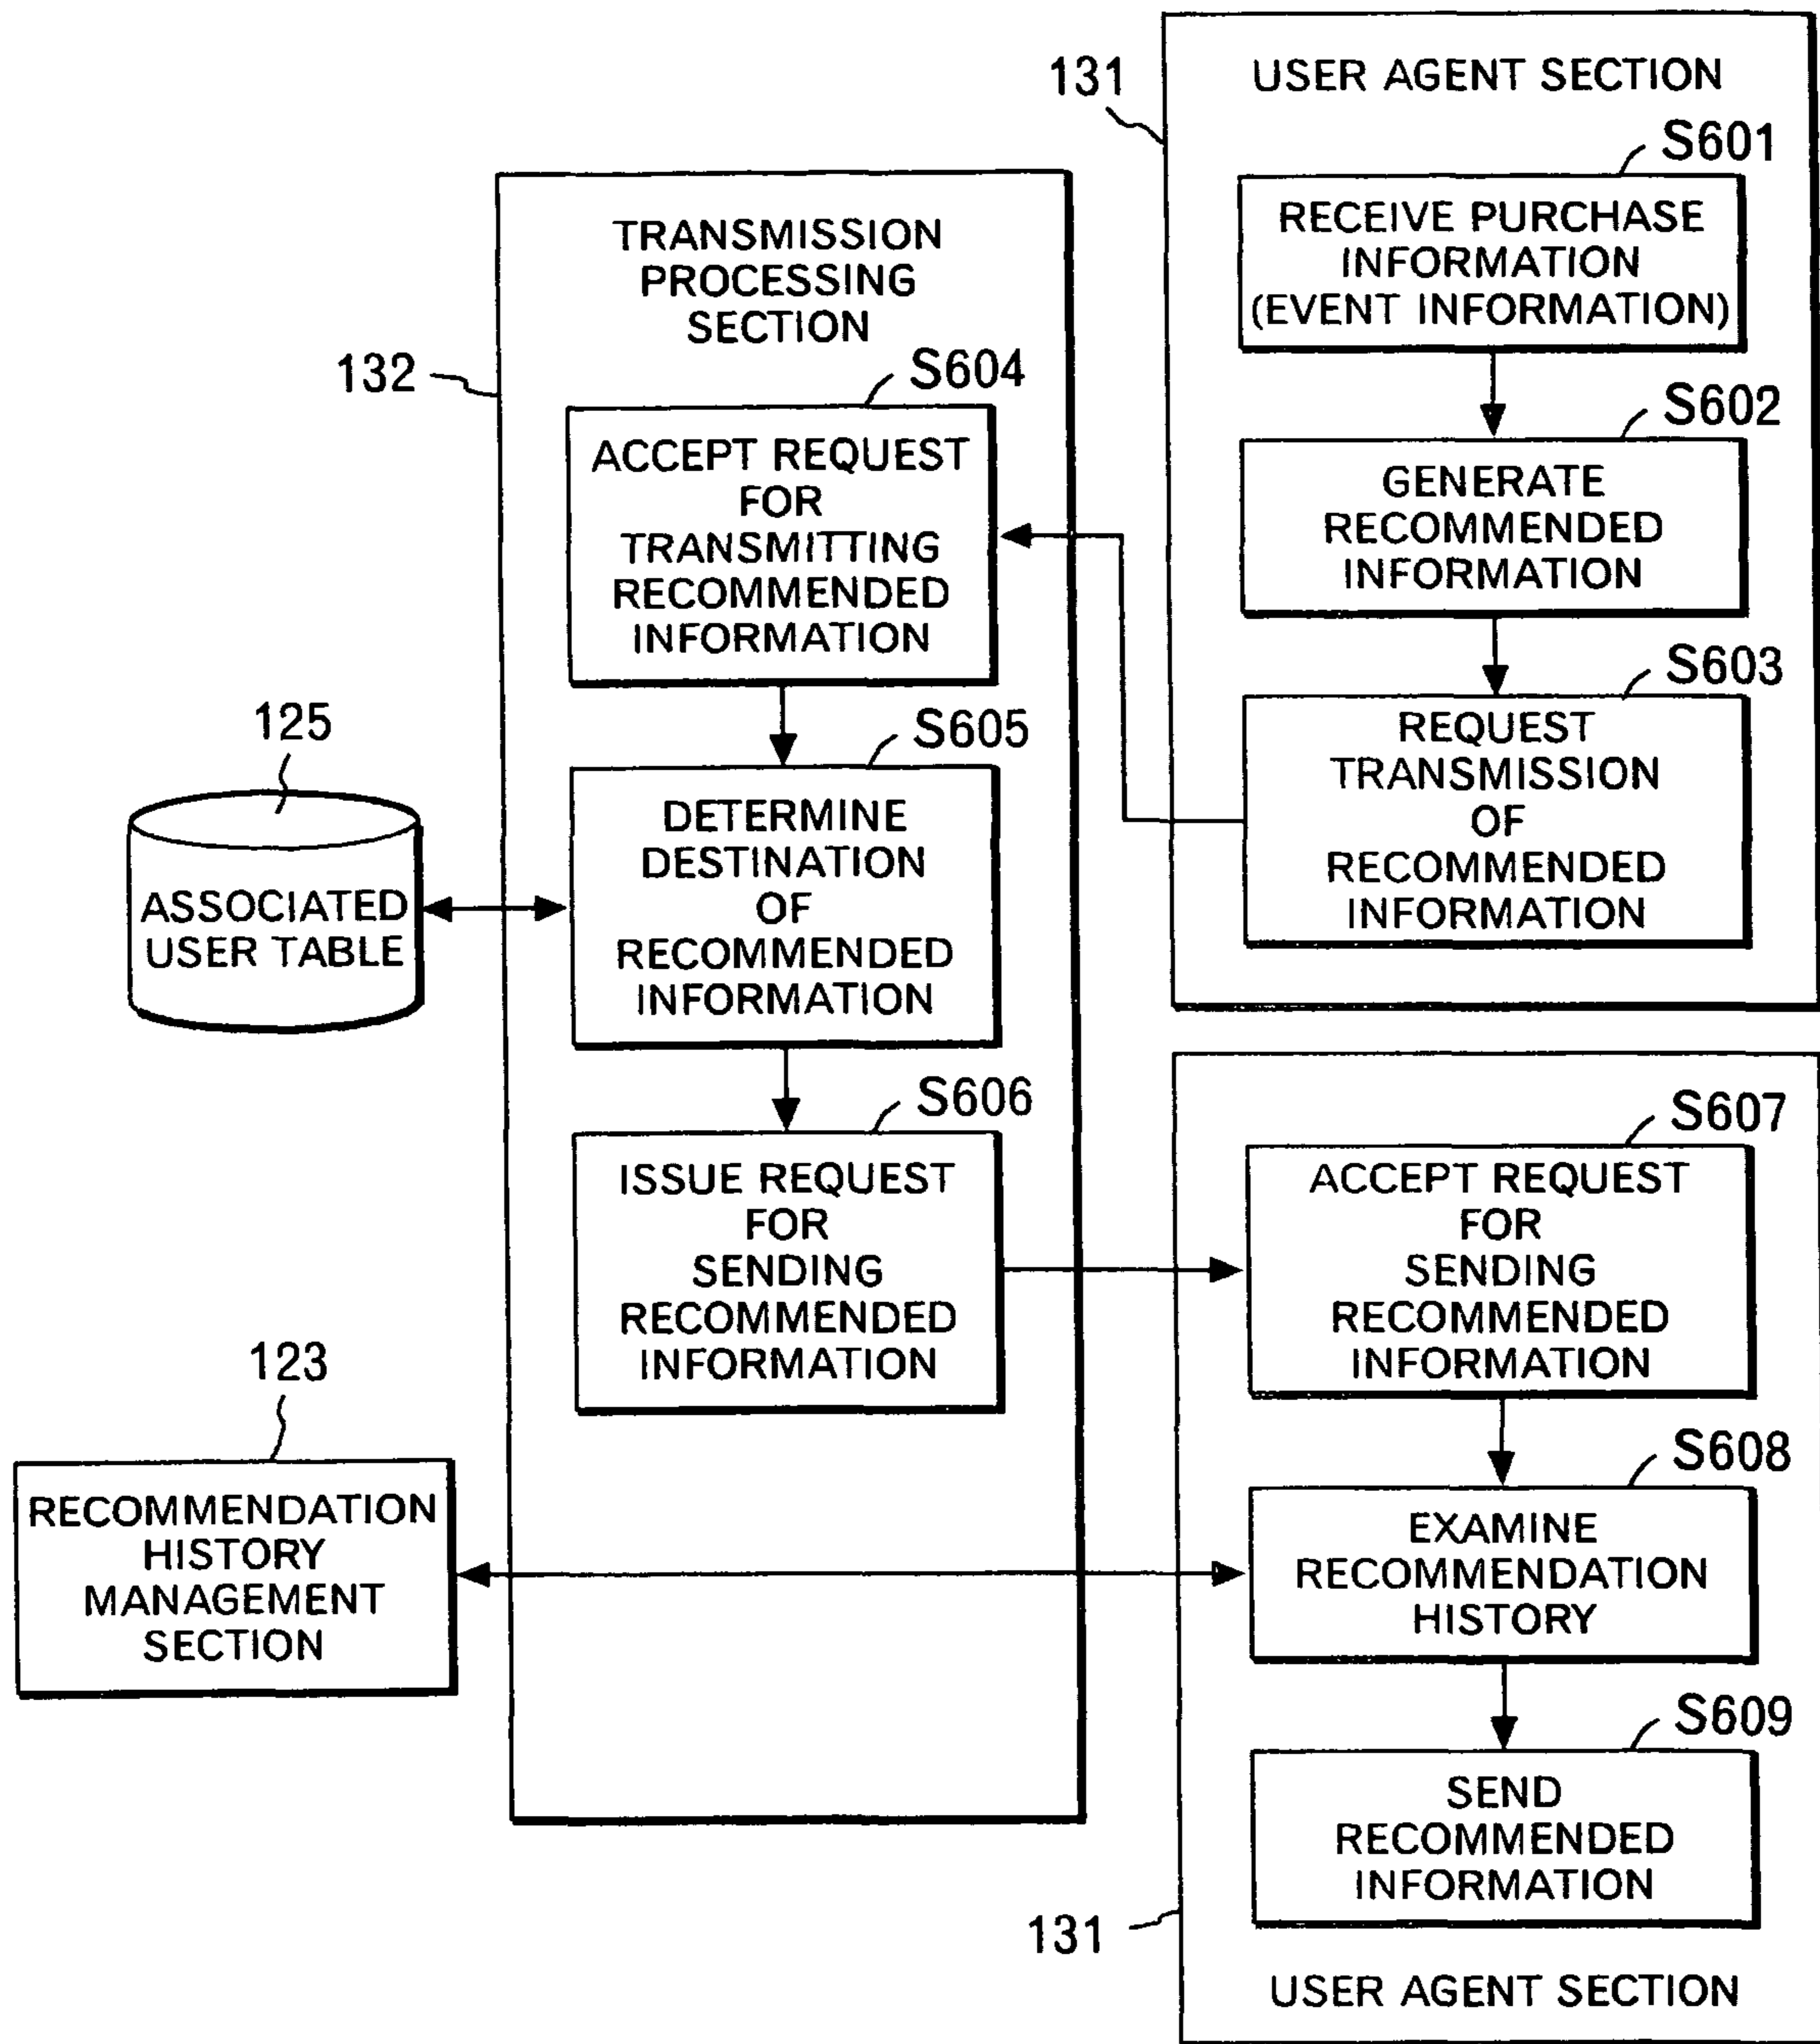 131
USER AGENT SECTION
S601
RECEIVE PURCHASE
INFORMATION
(EVENT INFORMATION)
S602
GENERATE
RECOMMENDED
INFORMATION
S603
REQUEST
TRANSMISSION
OF
RECOMMENDED
INFORMATION
132
TRANSMISSION
PROCESSING
SECTION
S604
ACCEPT REQUEST
FOR
TRANSMITTING
RECOMMENDED
INFORMATION
125
ASSOCIATED
USER TABLE
S605
DETERMINE
DESTINATION
OF
RECOMMENDED
INFORMATION
S606
ISSUE REQUEST
FOR
SENDING
RECOMMENDED
INFORMATION
S607
ACCEPT REQUEST
FOR
SENDING
RECOMMENDED
INFORMATION
123
RECOMMENDATION
HISTORY
MANAGEMENT
SECTION
S608
EXAMINE
RECOMMENDATION
HISTORY
S609
SEND
RECOMMENDED
INFORMATION
131
USER AGENT SECTION